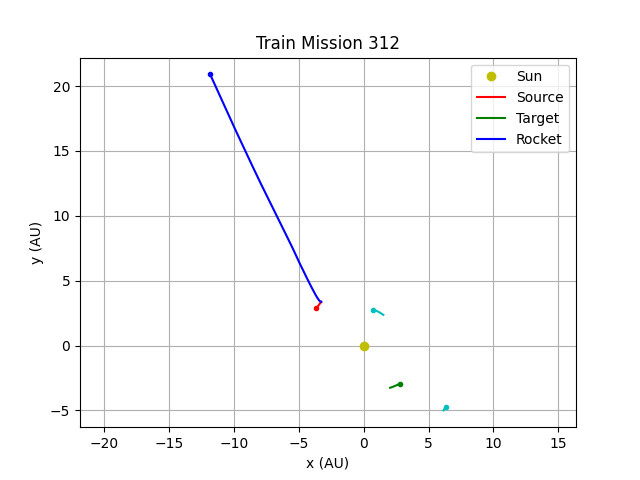 Train Mission 312
Sun
Source
Target
Rocket
20
15
10
5
0
−5
y (AU)
−20
−15
−10
−5
0
5
10
15
x (AU)